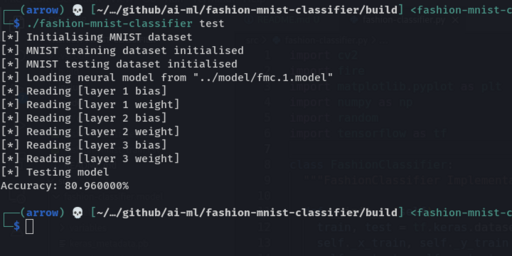 (arrow) 💀 [~/…/github/ai-ml/fashion-mnist-classifier/build] <fashion-mnist-c
$ ./fashion-mnist-classifier test
[*] Initialising MNIST dataset
[*] MNIST training dataset initialised
[*] MNIST testing dataset initialised
[*] Loading neural model from "../model/fmc.1.model"
[*] Reading [layer 1 bias]
[*] Reading [layer 1 weight]
[*] Reading [layer 2 bias]
[*] Reading [layer 2 weight]
[*] Reading [layer 3 bias]
[*] Reading [layer 3 weight]
[*] Testing model
Accuracy: 80.960000%
(arrow) 💀 [~/…/github/ai-ml/fashion-mnist-classifier/build] <fashion-mnist-c
$